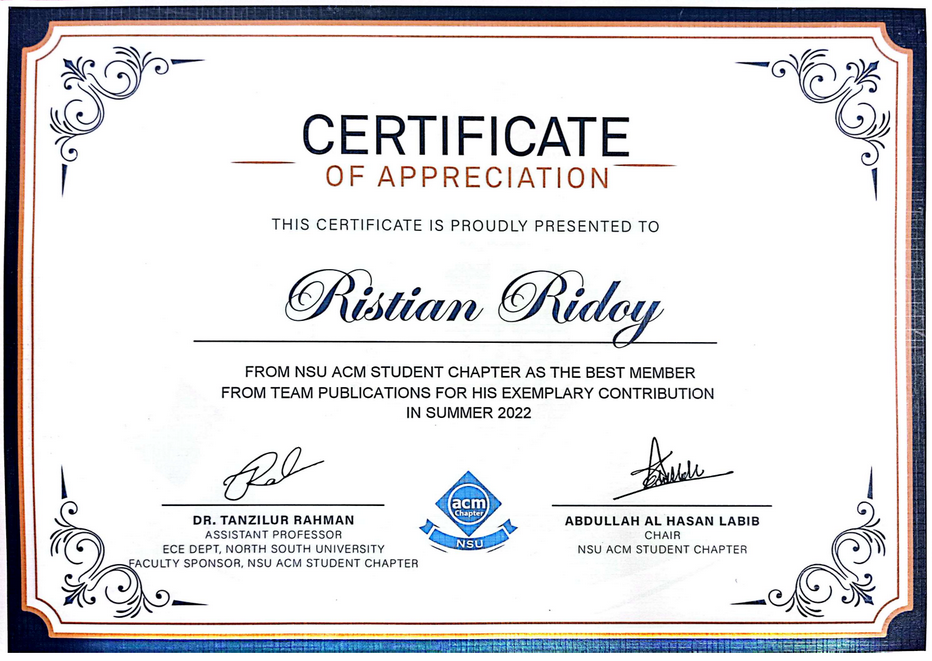 CERTIFICATE
OF APPRECIATION
THIS CERTIFICATE IS PROUDLY PRESENTED TO
Ristian Ridoy
FROM NSU ACM STUDENT CHAPTER AS THE BEST MEMBER
FROM TEAM PUBLICATIONS FOR HIS EXEMPLARY CONTRIBUTION
IN SUMMER 2022
DR. TANZILUR RAHMAN
ASSISTANT PROFESSOR
ECE DEPT, NORTH SOUTH UNIVERSITY
FACULTY SPONSOR, NSU ACM STUDENT CHAPTER
acm
Chapter
NSU
ABDULLAH AL HASAN LABIB
CHAIR
NSU ACM STUDENT CHAPTER